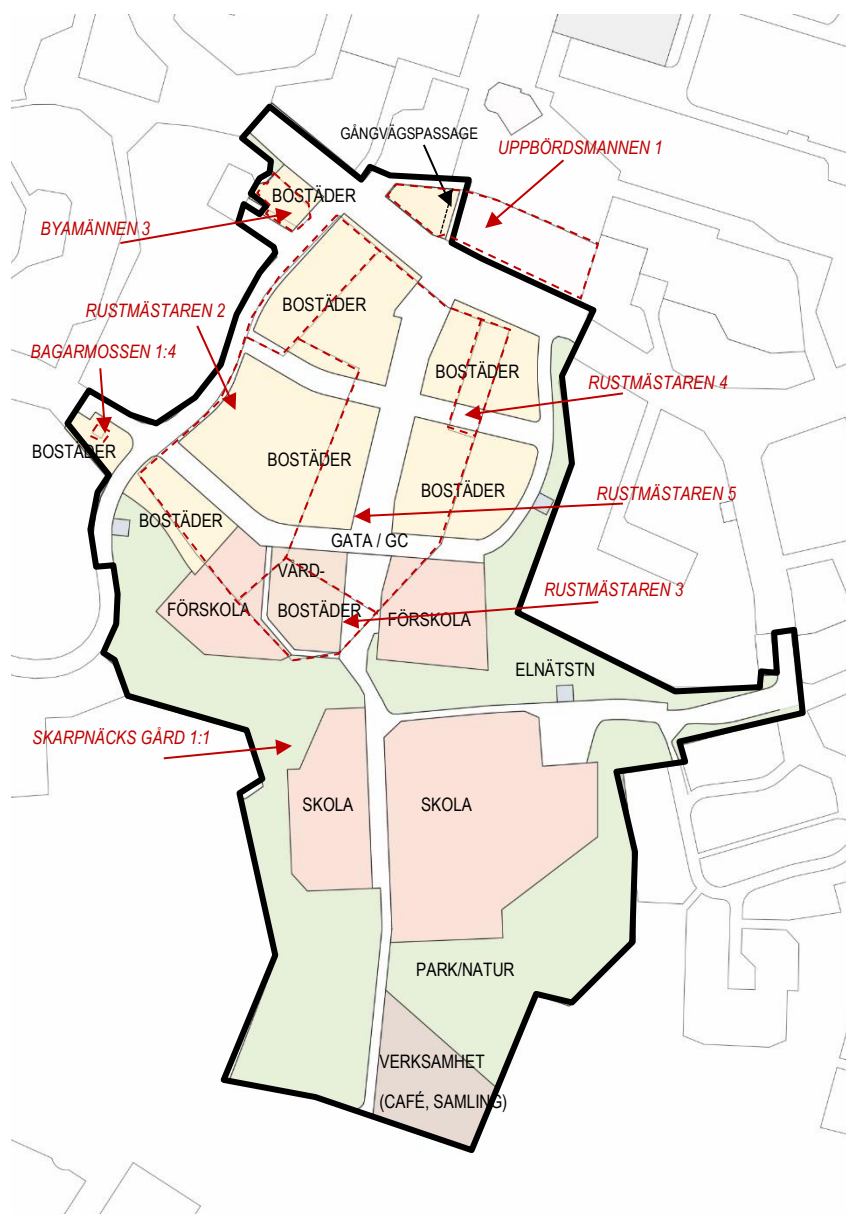 GÅNGVÄGSPASSAGE
UPPBÖRDSMANNEN 1
BOSTÄDER
BYAMÄNNEN 3
BOSTÄDER
RUSTMÄSTAREN 2
BAGARMOSSEN 1:4
BOSTÄDER
RUSTMÄSTAREN 4
BOSTÄDER
BOSTÄDER
BOSTÄDER
RUSTMÄSTAREN 5
BOSTÄDER
GATA / GC
VÅRD-
BOSTÄDER
RUSTMÄSTAREN 3
FÖRSKOLA
FÖRSKOLA
ELNÄTSTN
SKARPNÄCKS GÅRD 1:1
SKOLA
SKOLA
PARK/NATUR
VERKSAMHET
(CAFÉ, SAMLING)